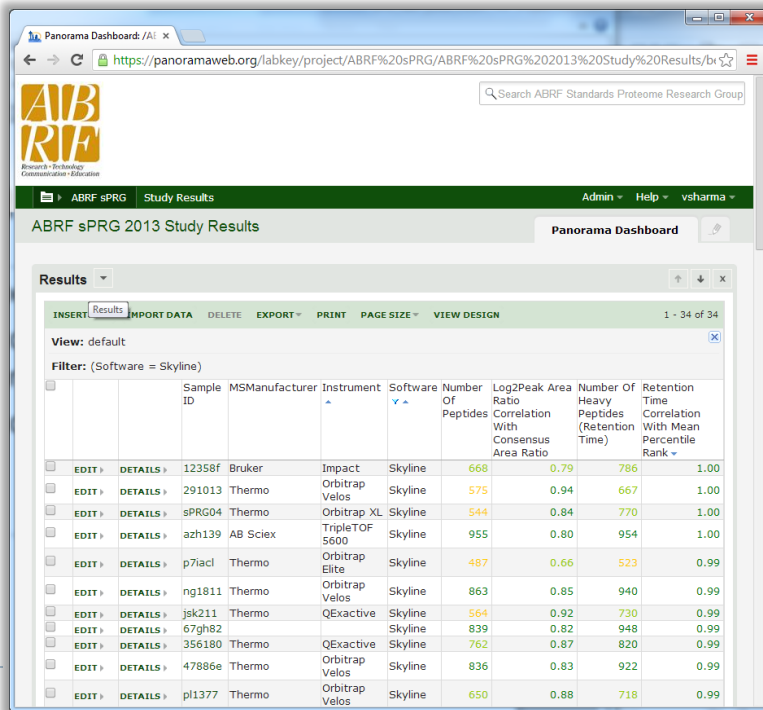 Panorama Dashboard: /AB
https://panoramaweb.org/labkey/project/ABRF%20sPRG/ABRF%20sPRG%202013%20Study%20Results/be
AB
RF
Research • Technology
Communication • Education
Search ABRF Standards Proteome Research Group
ABRF sPRG Study Results Admin Help vsharma
ABRF sPRG 2013 Study Results
Panorama Dashboard
Results
Results
INSERT IMPORT DATA DELETE EXPORT PRINT PAGE SIZE VIEW DESIGN 1 - 34 of 34
View: default
Filter: (Software = Skyline)
Sample MSManufacturer Instrument Software Number Log2Peak Area Number Of Retention
ID Of Ratio Heavy Time
Peptides Correlation Peptides Correlation
With (Retention With Mean
Consensus Time) Percentile
Area Ratio Rank
EDIT DETAILS 12358f Bruker Impact Skyline 668 0.79 786 1.00
EDIT DETAILS 291013 Thermo Orbitrap Velos Skyline 575 0.94 667 1.00
EDIT DETAILS sPRG04 Thermo Orbitrap XL Skyline 544 0.84 770 1.00
EDIT DETAILS azh139 AB Sciex TripleTOF 5600 Skyline 955 0.80 954 1.00
EDIT DETAILS p7iacl Thermo Orbitrap Elite Skyline 487 0.66 523 0.99
EDIT DETAILS ng1811 Thermo Orbitrap Velos Skyline 863 0.85 940 0.99
EDIT DETAILS jsk211 Thermo QExactive Skyline 564 0.92 730 0.99
EDIT DETAILS 67gh82 Skyline 839 0.82 948 0.99
EDIT DETAILS 356180 Thermo QExactive Skyline 762 0.87 820 0.99
EDIT DETAILS 47886e Thermo Orbitrap Velos Skyline 836 0.83 922 0.99
EDIT DETAILS pl1377 Thermo Orbitrap Velos Skyline 650 0.88 718 0.99